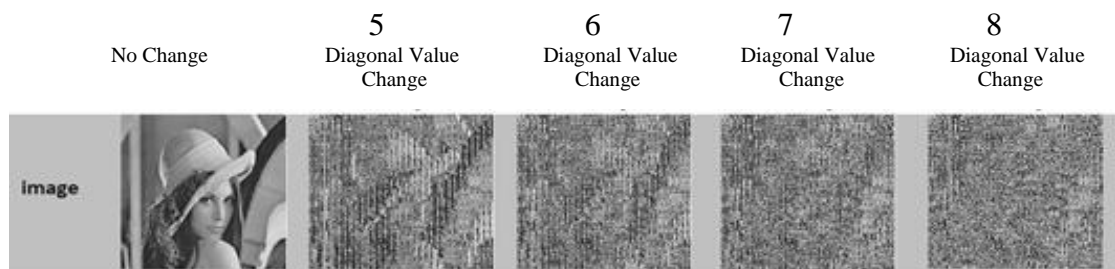 5 6 7 8
No Change Diagonal Value Diagonal Value Diagonal Value Diagonal Value
Change Change Change Change
image